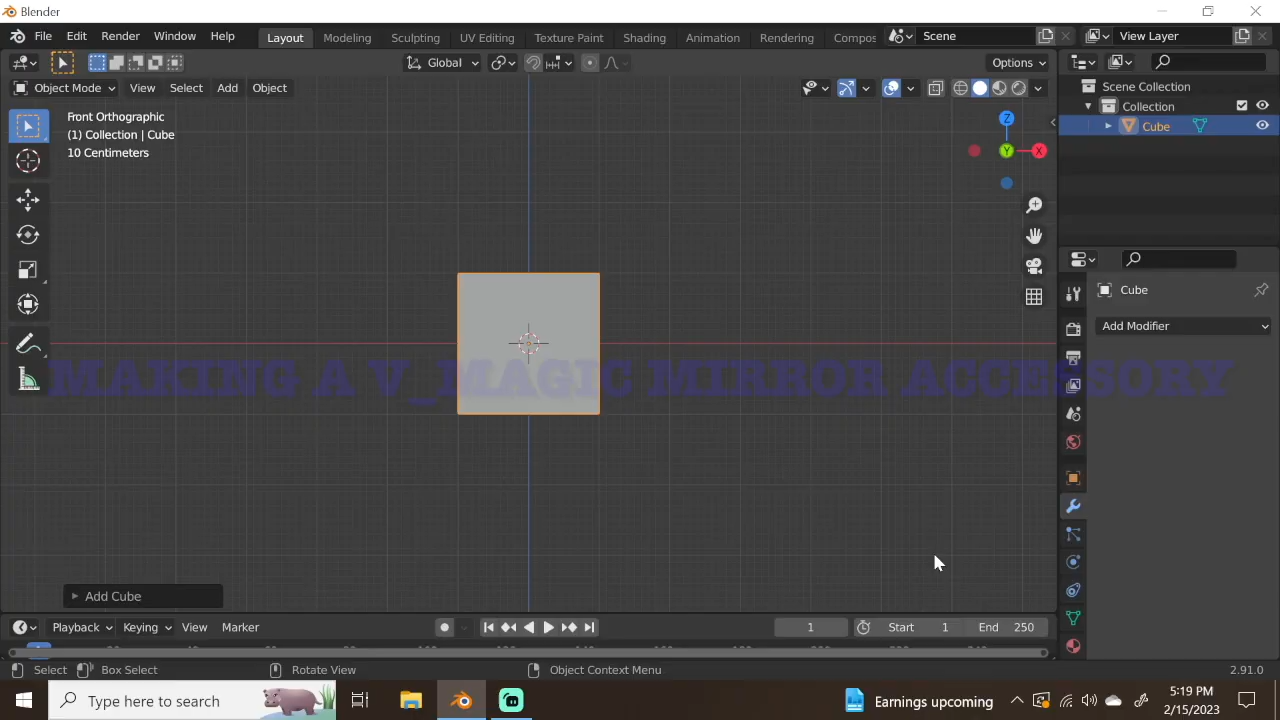 Blender
File Edit Render Window Help Layout Modeling Sculpting UV Editing Texture Paint Shading Animation Rendering Compos Scene View Layer
Global Options
Object Mode View Select Add Object
Scene Collection
Collection
Cube
Front Orthographic
(1) Collection | Cube
10 Centimeters
Z
Y
X
Cube
Add Modifier
MAKING A V_MAGIC MIRROR ACCESSORY
Add Cube
Playback Keying View Marker 1 Start 1 End 250
Select Box Select Rotate View Object Context Menu 2.91.0
Type here to search Earnings upcoming
5:19 PM
2/15/2023